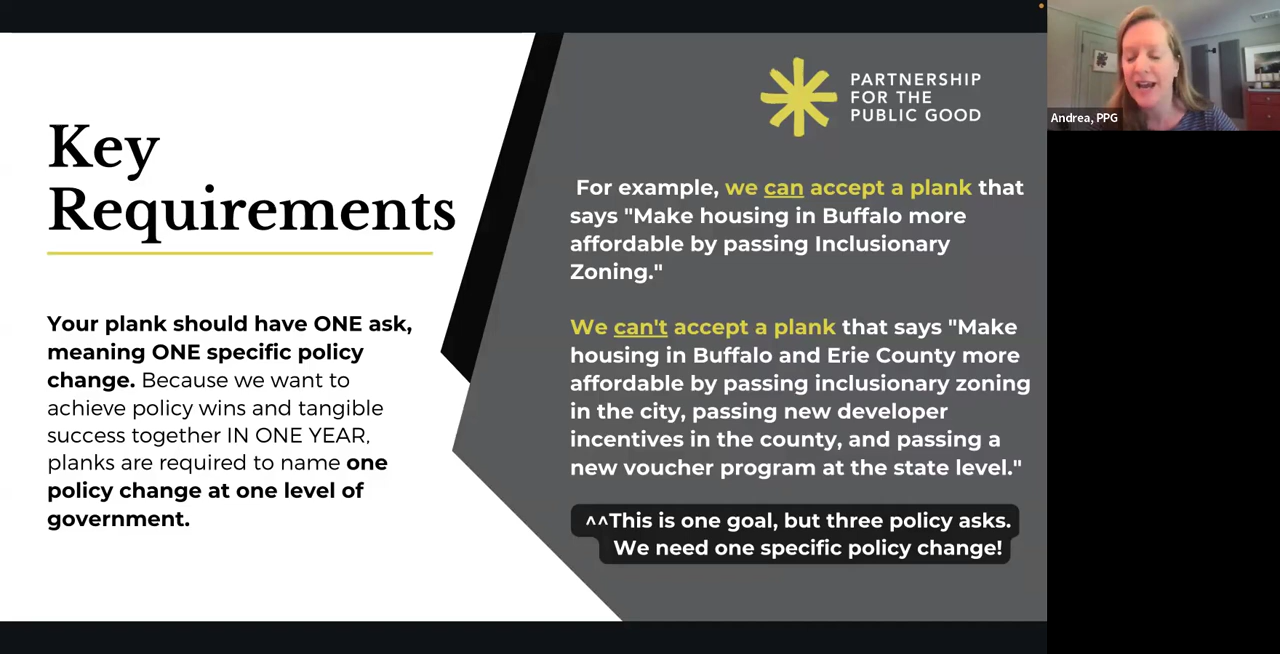 Key
Requirements
Your plank should have ONE ask,
meaning ONE specific policy
change. Because we want to
achieve policy wins and tangible
success together IN ONE YEAR,
planks are required to name one
policy change at one level of
government.
PARTNERSHIP
FOR THE
PUBLIC GOOD
For example, we can accept a plank that
says "Make housing in Buffalo more
affordable by passing Inclusionary
Zoning."
We can't accept a plank that says "Make
housing in Buffalo and Erie County more
affordable by passing inclusionary zoning
in the city, passing new developer
incentives in the county, and passing a
new voucher program at the state level."
^^This is one goal, but three policy asks.
We need one specific policy change!
Andrea, PPG